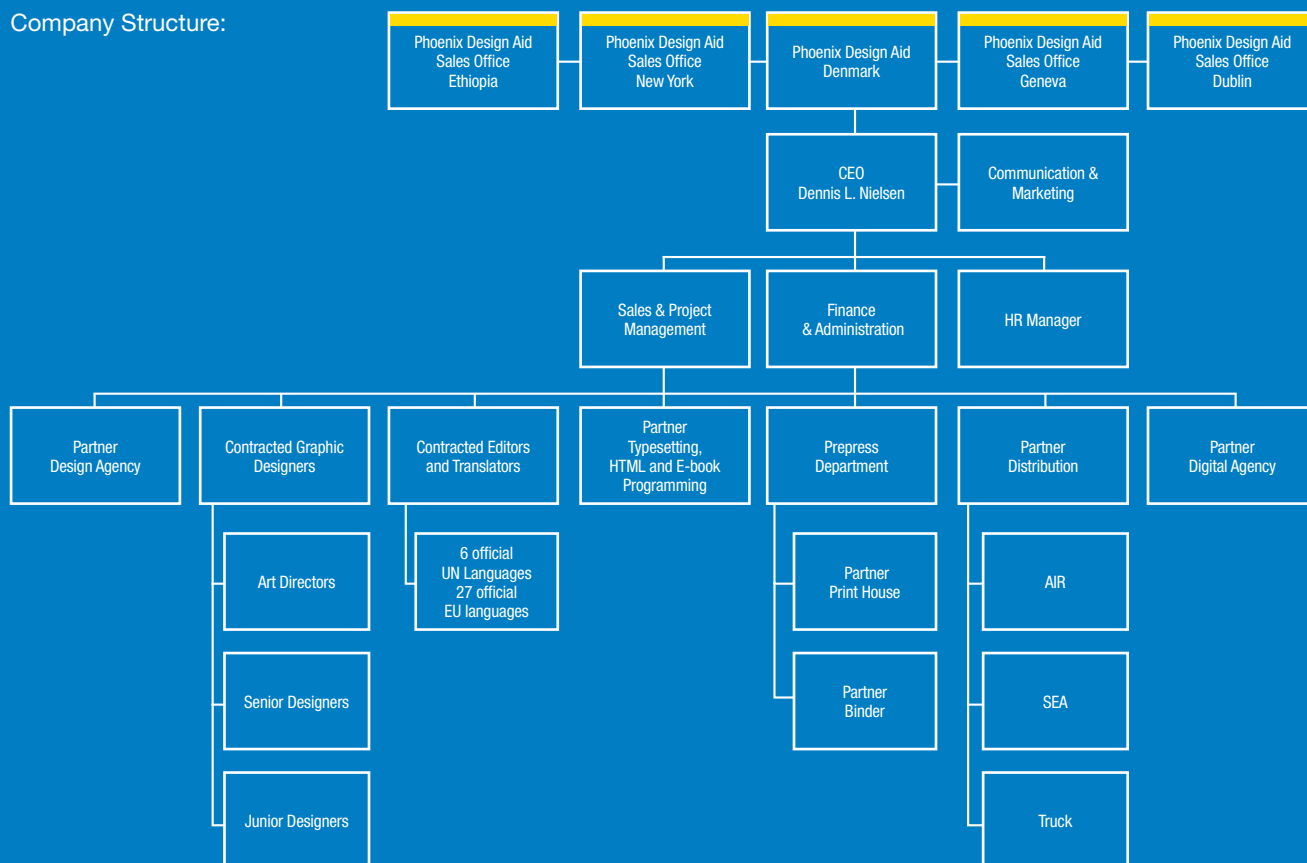 Company Structure:
Phoenix Design Aid
Sales Office
Ethiopia
Phoenix Design Aid
Sales Office
New York
Phoenix Design Aid
Denmark
Phoenix Design Aid
Sales Office
Geneva
Phoenix Design Aid
Sales Office
Dublin
CEO
Dennis L. Nielsen
Communication &
Marketing
Sales & Project
Management
Finance
& Administration
HR Manager
Partner
Design Agency
Contracted Graphic
Designers
Contracted Editors
and Translators
Partner
Typesetting,
HTML and E-book
Programming
Prepress
Department
Partner
Distribution
Partner
Digital Agency
Art Directors
6 official
UN Languages
27 official
EU languages
Partner
Print House
AIR
Senior Designers
Partner
Binder
SEA
Junior Designers
Truck